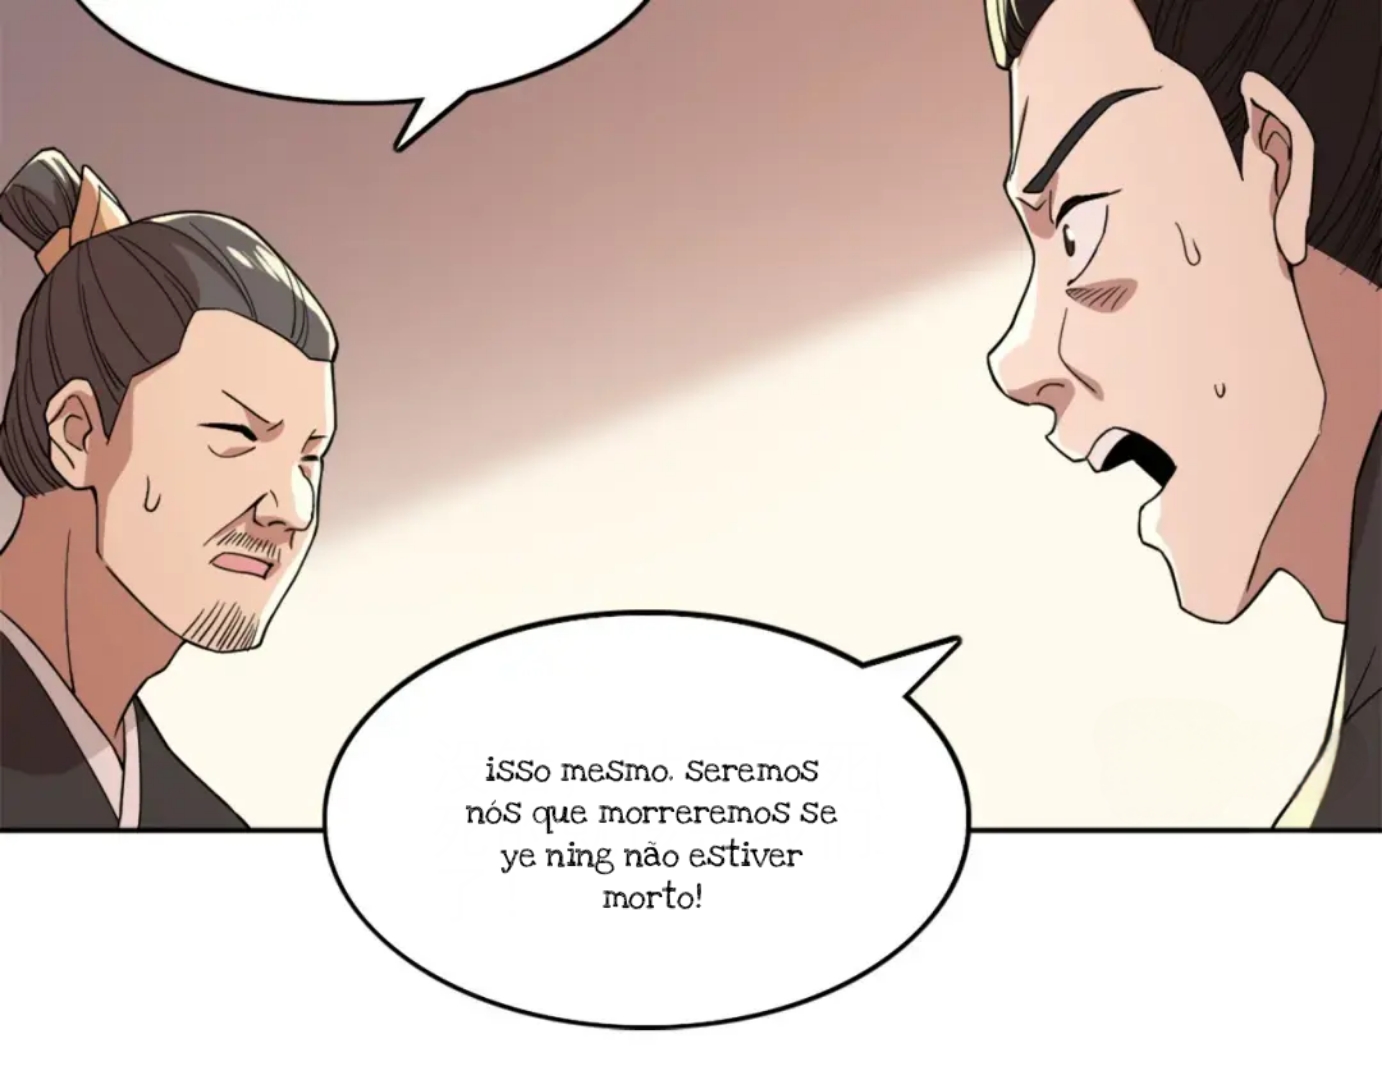 isso mesmo. seremos
nós que morreremos se
ye ning não estiver
morto!